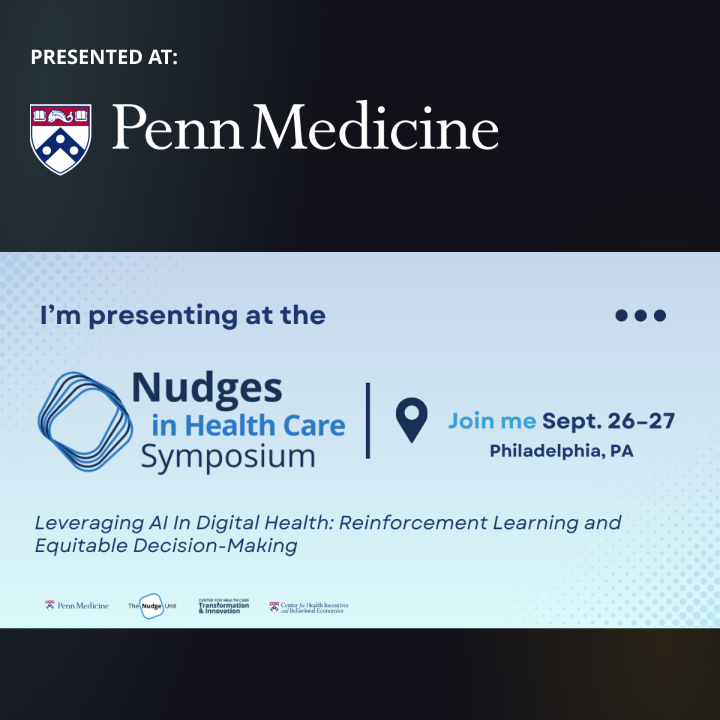 PRESENTED AT:
Penn Medicine
I'm presenting at the
Nudges
in Health Care
Symposium
Join me Sept. 26–27
Philadelphia, PA
Leveraging AI In Digital Health: Reinforcement Learning and
Equitable Decision-Making
Penn Medicine
The Nudge Unit
CENTER FOR HEALTH CARE
Transformation
& Innovation
Center for Health Incentives
and Behavioral Economics